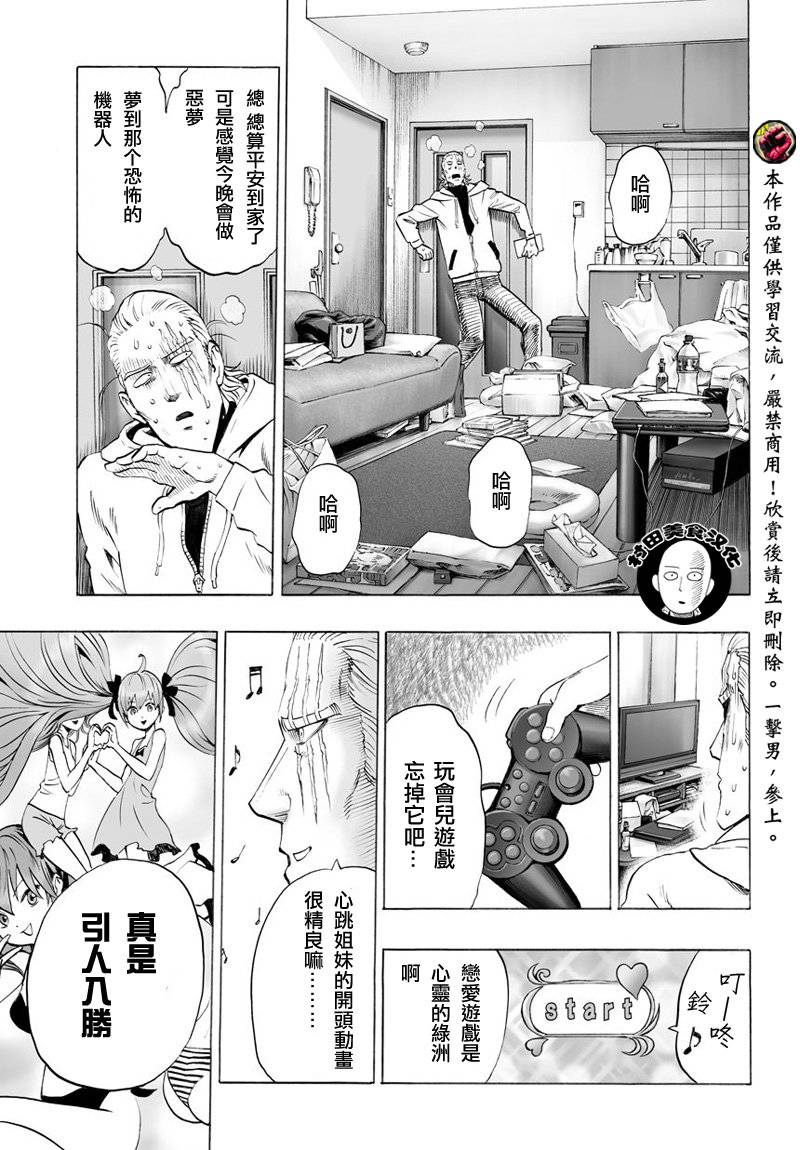 哈啊
哈啊
哈啊
總 總算平安到家了
可是感覺今晚會做
惡夢
夢到那个恐怖的
機器人
村田美食汉化
玩會兒遊戲
忘掉它吧…
叮—咚
鈴♪
start
戀愛遊戲是
心靈的綠洲
啊
心跳姐妹的開頭動畫
很精良嘛………
真是
引人入勝
本作品僅供學習交流，嚴禁商用！欣賞後請立即刪除。一擊男，參上。